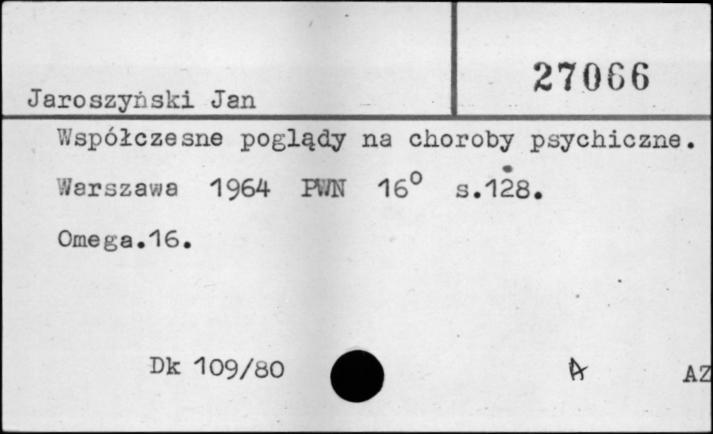 27066
Jaroszyński Jan
Współczesne poglądy na choroby psychiczne.
Warszawa 1964 PWN 16° s.128.
Omega.16.
Dk 109/80 A AZ